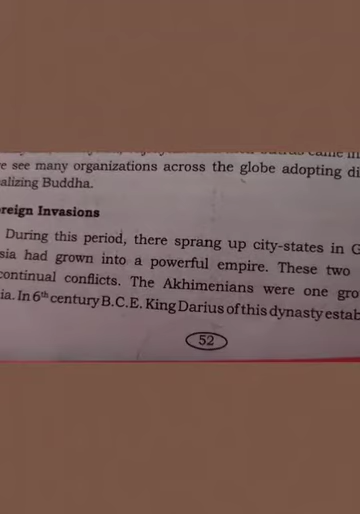 came in
e see many organizations across the globe adopting di
alizing Buddha.
reign Invasions
During this period, there sprang up city-states in G
sia had grown into a powerful empire. These two
continual conflicts. The Akhimenians were one gro
ia. In 6th century B.C.E. King Darius of this dynasty estab
52